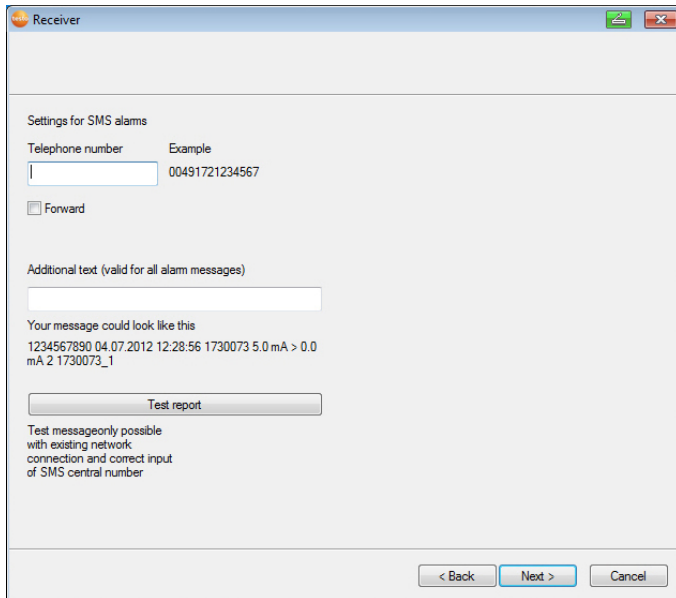 Receiver
Settings for SMS alarms
Telephone number Example
00491721234567
Forward
Additional text (valid for all alarm messages)
Your message could look like this
1234567890 04.07.2012 12:28:56 1730073 5.0 mA > 0.0
mA 2 1730073_1
Test report
Test messageonly possible
with existing network
connection and correct input
of SMS central number
< Back Next > Cancel